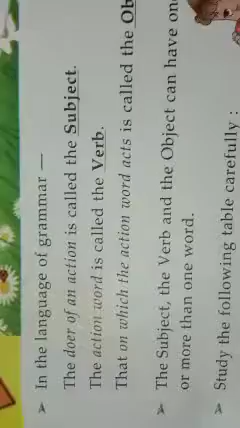 ➤ In the language of grammar —
The doer of an action is called the Subject.
The action word is called the Verb.
That on which the action word acts is called the Ob
➤ The Subject, the Verb and the Object can have one
or more than one word.
➤ Study the following table carefully :